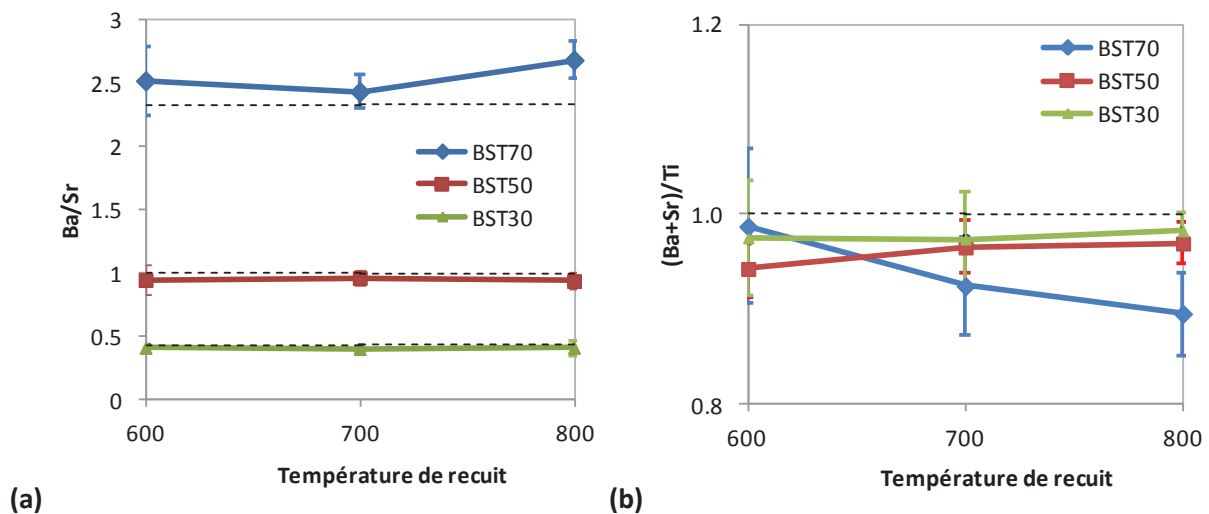 3
2.5
2
1.5
1
0.5
0
Ba/Sr
BST70
BST50
BST30
600
700
800
Température de recuit
(a)
1.2
1.0
0.8
(Ba+Sr)/Ti
BST70
BST50
BST30
600
700
800
Température de recuit
(b)